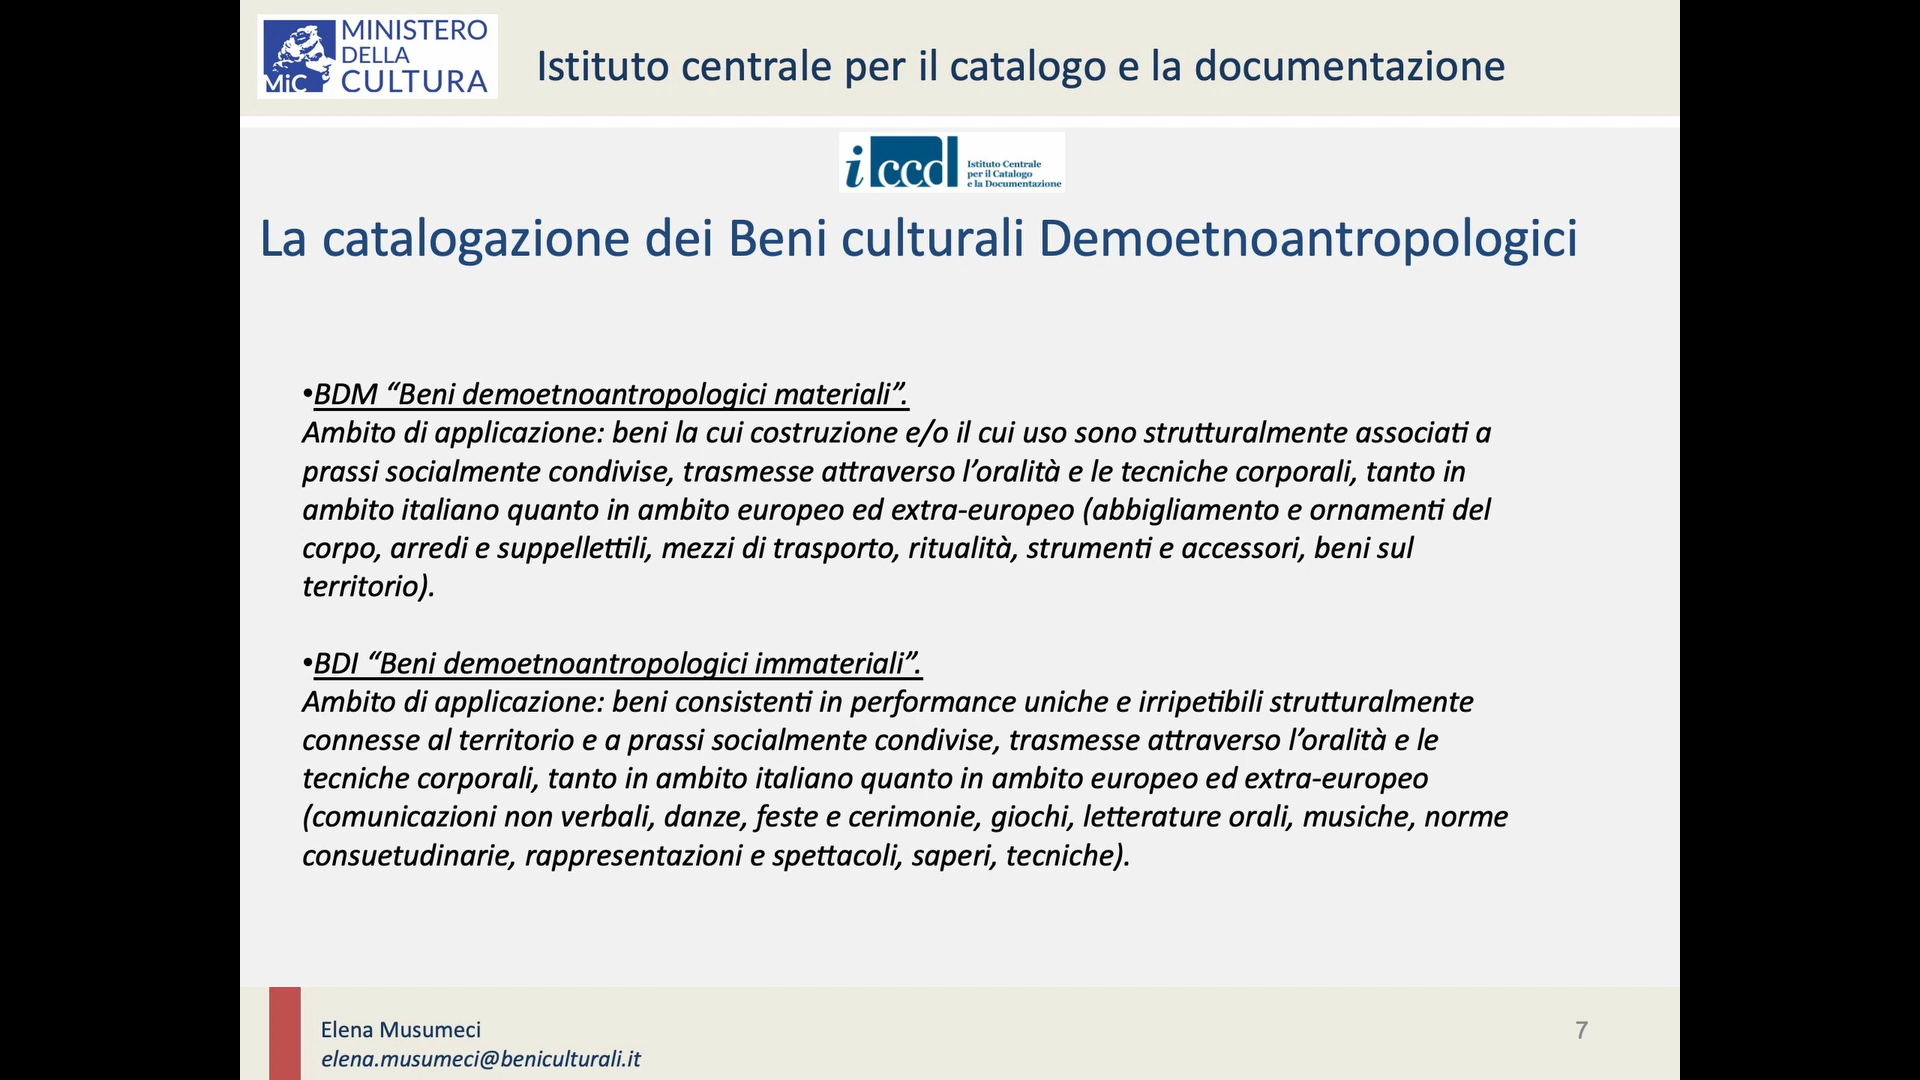 MINISTERO
DELLA
CULTURA
MiC
Istituto centrale per il catalogo e la documentazione
iccd
Istituto Centrale
per il Catalogo
e la Documentazione
La catalogazione dei Beni culturali Demoetnoantropologici
•BDM “Beni demoetnoantropologici materiali”.
Ambito di applicazione: beni la cui costruzione e/o il cui uso sono strutturalmente associati a
prassi socialmente condivise, trasmesse attraverso l’oralità e le tecniche corporali, tanto in
ambito italiano quanto in ambito europeo ed extra-europeo (abbigliamento e ornamenti del
corpo, arredi e suppellettili, mezzi di trasporto, ritualità, strumenti e accessori, beni sul
territorio).
•BDI “Beni demoetnoantropologici immateriali”.
Ambito di applicazione: beni consistenti in performance uniche e irripetibili strutturalmente
connesse al territorio e a prassi socialmente condivise, trasmesse attraverso l’oralità e le
tecniche corporali, tanto in ambito italiano quanto in ambito europeo ed extra-europeo
(comunicazioni non verbali, danze, feste e cerimonie, giochi, letterature orali, musiche, norme
consuetudinarie, rappresentazioni e spettacoli, saperi, tecniche).
Elena Musumeci
elena.musumeci@beniculturali.it
7